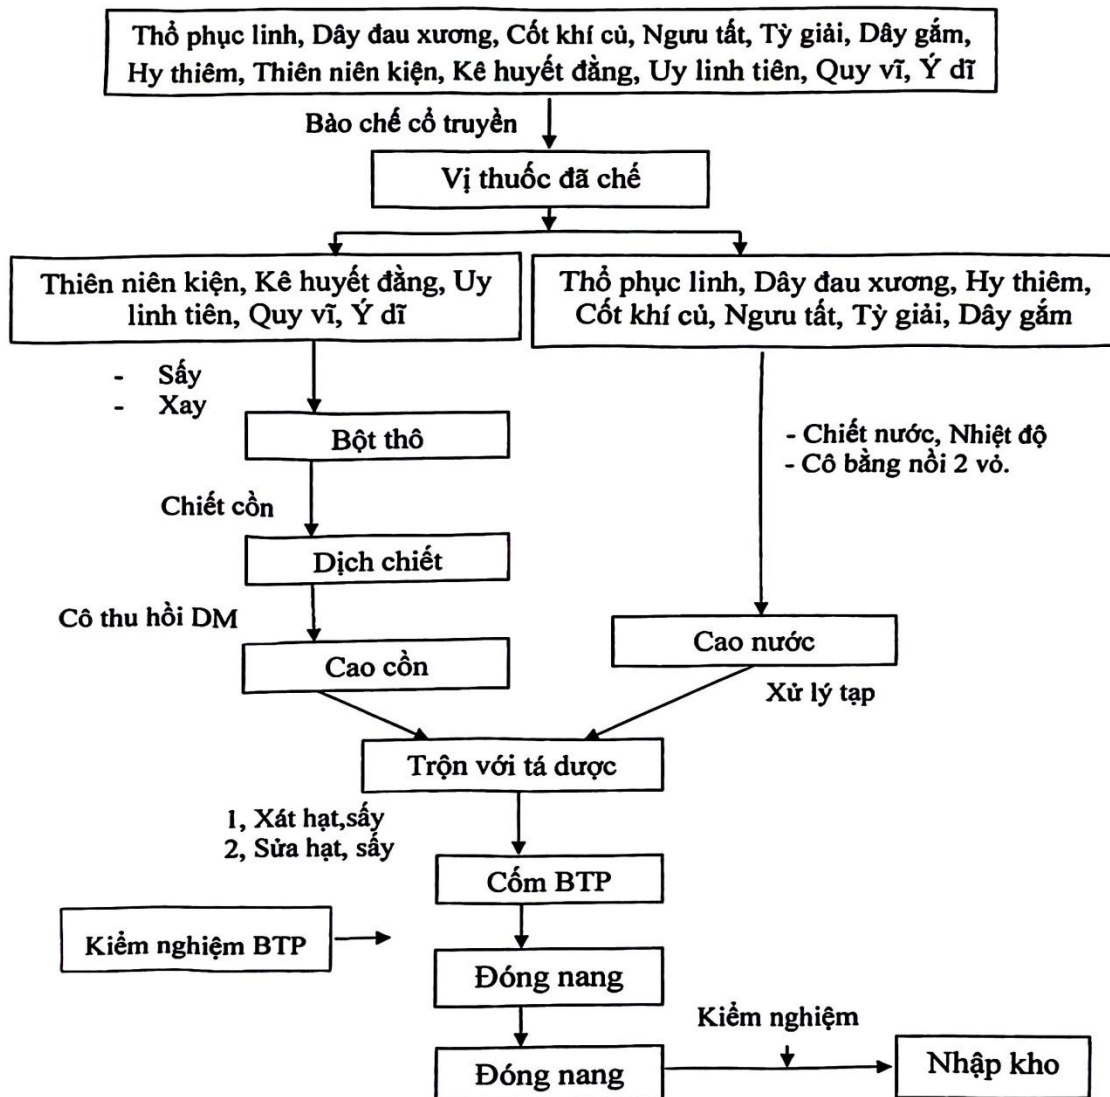 Thổ phục linh, Dây đau xương, Cốt khí củ, Ngưu tất, Tỳ giải, Dây gắm,
Hy thiêm, Thiên niên kiện, Kê huyết đằng, Uy linh tiên, Quy vĩ, Ý dĩ
Bào chế cổ truyền
Vị thuốc đã chế
Thiên niên kiện, Kê huyết đằng, Uy
linh tiên, Quy vĩ, Ý dĩ
Thổ phục linh, Dây đau xương, Hy thiêm,
Cốt khí củ, Ngưu tất, Tỳ giải, Dây gắm
- Sấy
- Xay
Bột thô
- Chiết nước, Nhiệt độ
- Cô bằng nồi 2 vỏ.
Chiết cồn
Dịch chiết
Cô thu hồi DM
Cao cồn
Cao nước
Xử lý tạp
Trộn với tá dược
1, Xát hạt,sấy
2, Sửa hạt, sấy
Cốm BTP
Kiểm nghiệm BTP
Đóng nang
Kiểm nghiệm
Đóng nang
Nhập kho